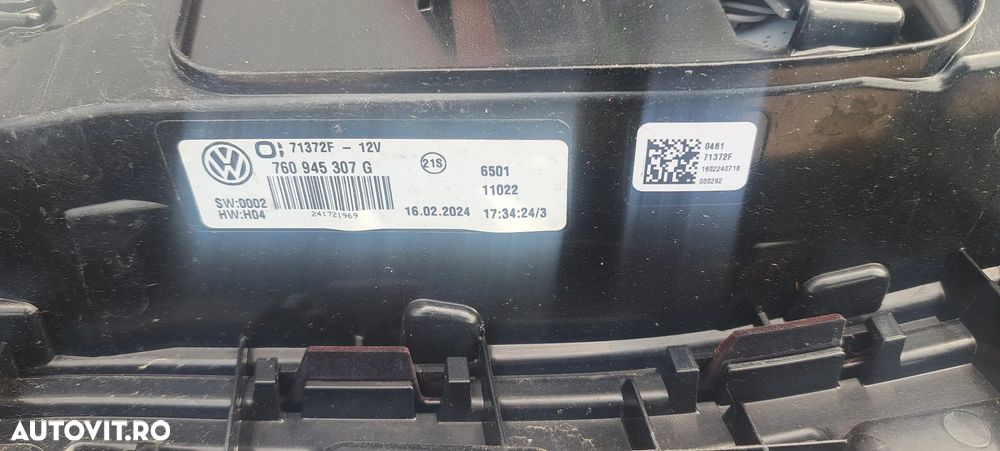 71372F - 12V
760 945 307 G
SW:0002
HW:H04
241721969
21S
6501
11022
16.02.2024 17:34:24/3
0461
71372F
1602240718
000292
AUTOVIT.RO